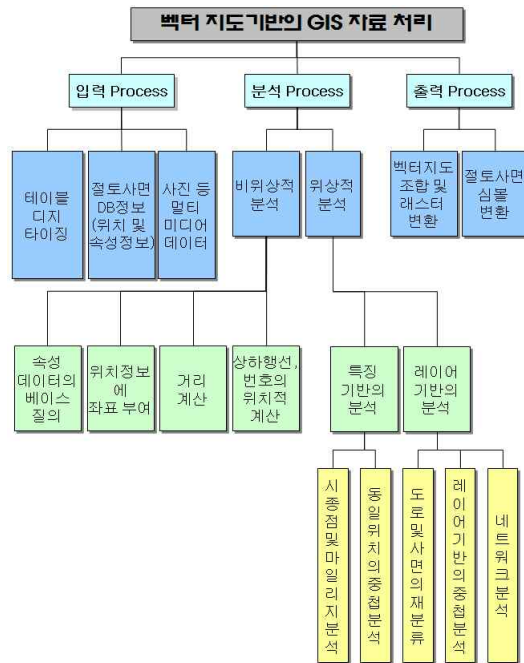 벡터 지도기반의 GIS 자료 처리
입력 Process
분석 Process
출력 Process
테이블
디지
타이징
절토사면
DB정보
(위치 및
속성정보)
사진 등
멀티
미디어
데이터
비위상적
분석
위상적
분석
벡터지도
조합 및
래스터
변환
절토사면
심볼
변환
속성
데이터의
베이스
질의
위치정보
에
좌표 부여
거리
계산
상하행선,
번호의
위치적
계산
특징
기반의
분석
레이어
기반의
분석
시종점및마일리지분석
동일위치의중첩분석
도로및사면의재분류
레이어기반의중첩분석
네트워크분석